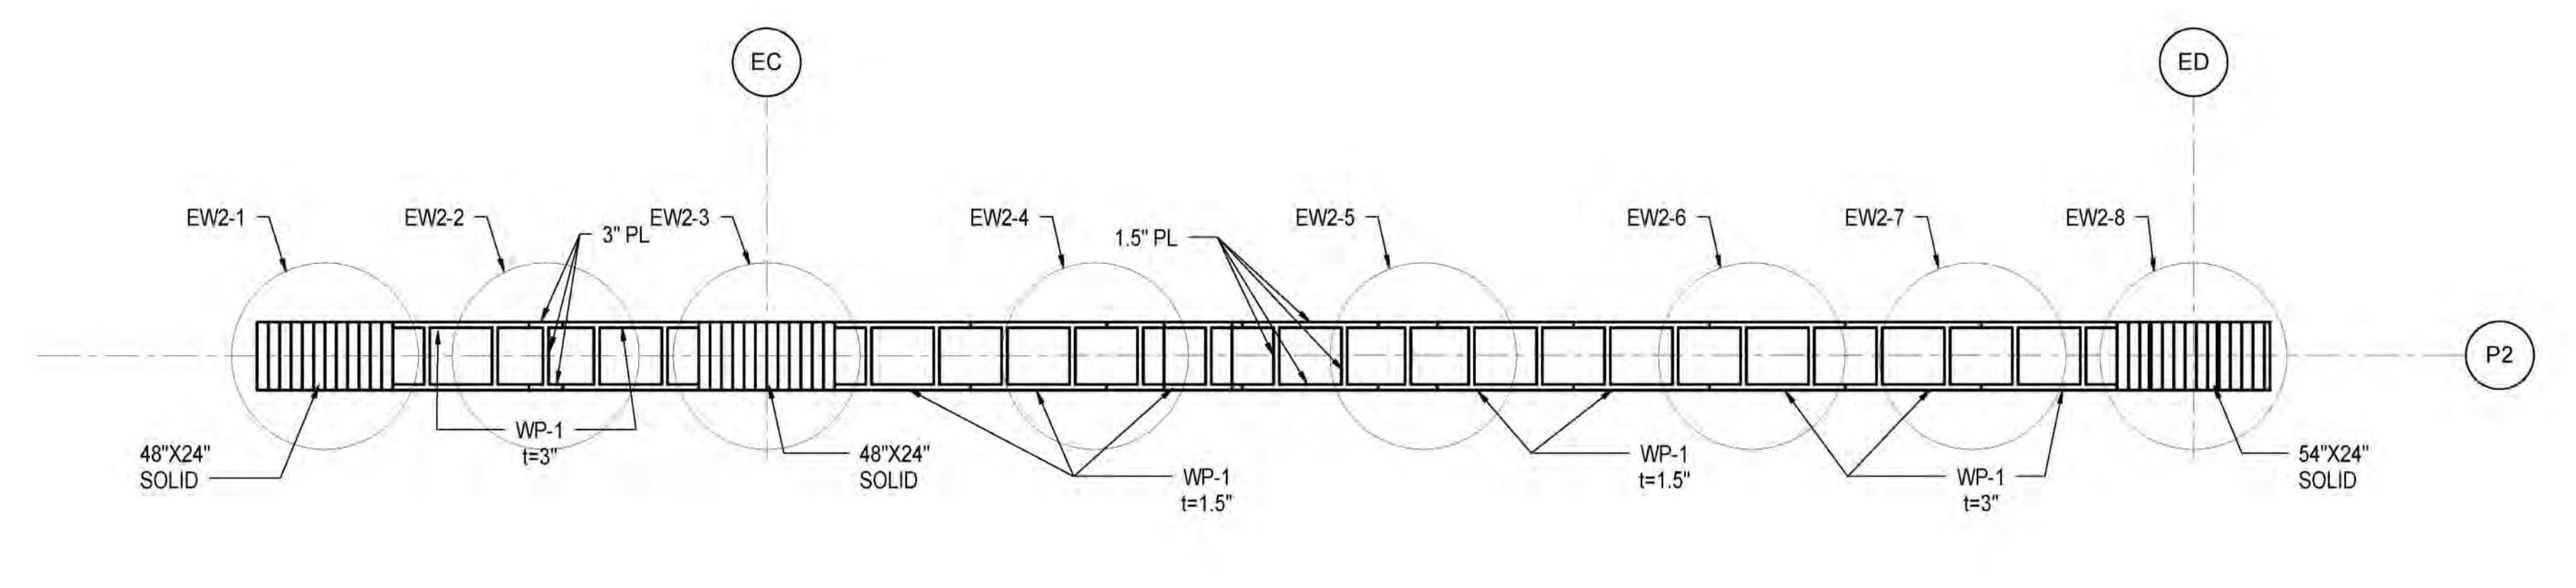 EC
ED
EW2-1
EW2-2
3" PL
EW2-3
EW2-4
1.5" PL
EW2-5
EW2-6
EW2-7
EW2-8
P2
48"X24"
SOLID
WP-1
t=3"
48"X24"
SOLID
WP-1
t=1.5"
WP-1
t=1.5"
WP-1
t=3"
54"X24"
SOLID